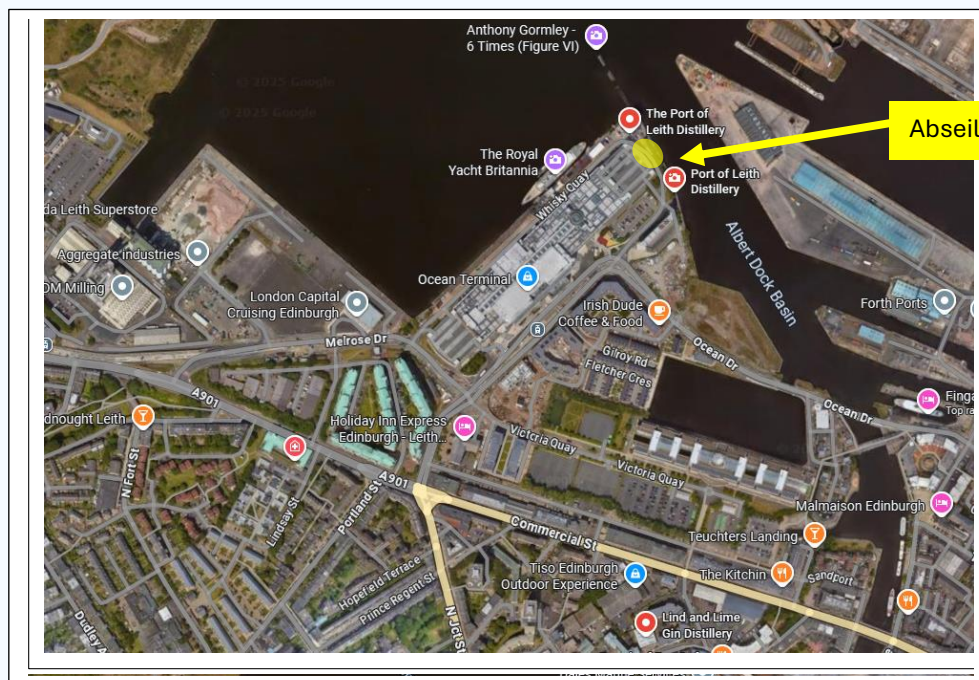 Anthony Gormley -
6 Times (Figure VI)
© 2025 Google
© 2025 Google
The Port of
Leith Distillery
Abseil
The Royal
Yacht Britannia
Port of Leith
Distillery
Whisky Quay
da Leith Superstore
Albert Dock Basin
Aggregate Industries
Ocean Terminal
DM Milling
London Capital
Cruising Edinburgh
Irish Dude
Coffee & Food
Forth Ports
Melrose Dr
Gilroy Rd
Fletcher Cres
Ocean Dr
A901
Ocean Dr
Finga
Top ra
dnought Leith
Holiday Inn Express
Edinburgh - Leith...
Victoria Quay
N Fort St
Victoria Quay
A901
Lindsay St
Portland St
Malmaison Edinburgh
Commercial St
Teuchters Landing
Hopefield Terrace
Tiso Edinburgh
Outdoor Experience
The Kitchin
Sandport
Prince Regent St
Dudley A
N Jct St
Lind and Lime
Gin Distillery